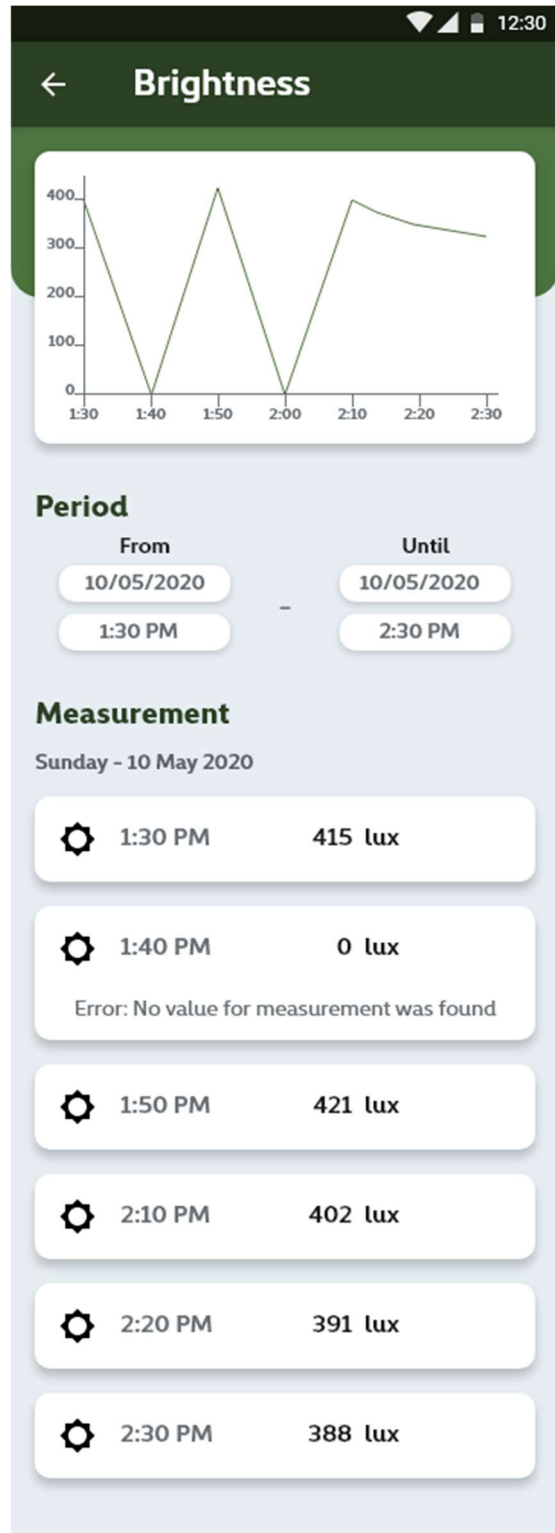 12:30
Brightness
400
300
200
100
0
1:30 1:40 1:50 2:00 2:10 2:20 2:30
Period
From Until
10/05/2020 10/05/2020
-
1:30 PM 2:30 PM
Measurement
Sunday - 10 May 2020
1:30 PM 415 lux
1:40 PM 0 lux
Error: No value for measurement was found
1:50 PM 421 lux
2:10 PM 402 lux
2:20 PM 391 lux
2:30 PM 388 lux